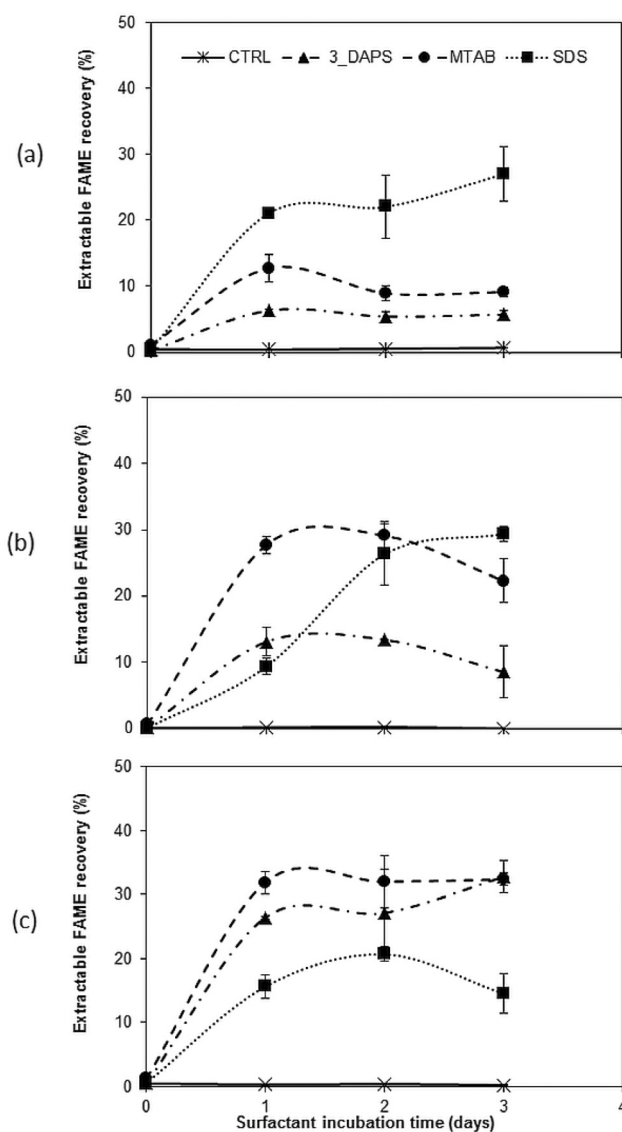 50
CTRL 3_DAPS MTAB SDS
40
30
20
10
0
Extractable FAME recovery (%)
(a)
50
40
30
20
10
0
Extractable FAME recovery (%)
(b)
50
40
30
20
10
0
Extractable FAME recovery (%)
(c)
0 1 2 3 4
Surfactant incubation time (days)